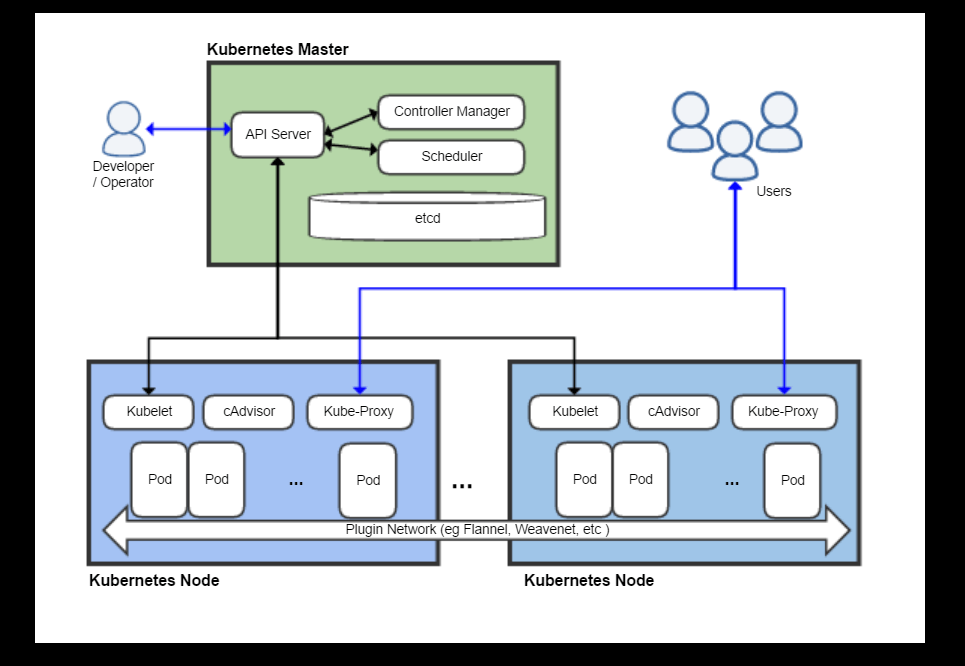 Kubernetes Master
API Server
Controller Manager
Scheduler
etcd
Developer
/ Operator
Users
Kubelet
cAdvisor
Kube-Proxy
Pod
Pod
...
Pod
...
Kubelet
cAdvisor
Kube-Proxy
Pod
Pod
...
Pod
Plugin Network (eg Flannel, Weavenet, etc )
Kubernetes Node
Kubernetes Node